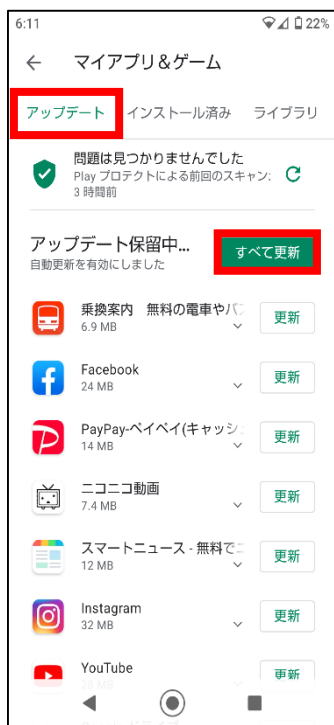 6:11
22%
マイアプリ＆ゲーム
アップデート インストール済み ライブラリ
問題は見つかりませんでした
Play プロテクトによる前回のスキャン:
3 時間前
アップデート保留中...
すべて更新
自動更新を有効にしました
乗換案内 無料の電車やバ
6.9 MB
更新
Facebook
24 MB
更新
PayPay-ペイペイ(キャッシュ
14 MB
更新
ニコニコ動画
7.4 MB
更新
スマートニュース - 無料でニ
12 MB
更新
Instagram
32 MB
更新
YouTube
28 MB
更新